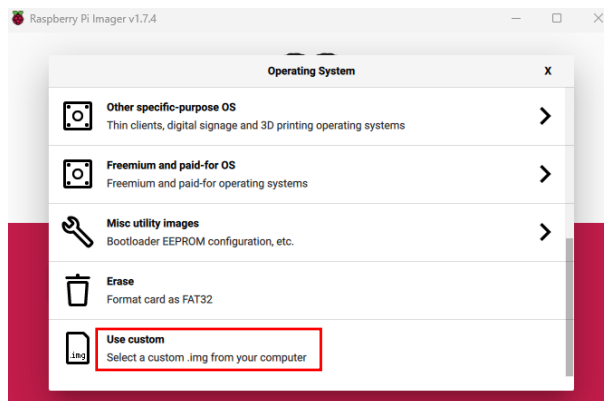 Raspberry Pi Imager v1.7.4
Operating System
X
Other specific-purpose OS
Thin clients, digital signage and 3D printing operating systems
Freemium and paid-for OS
Freemium and paid-for operating systems
Misc utility images
Bootloader EEPROM configuration, etc.
Erase
Format card as FAT32
Use custom
.img
Select a custom .img from your computer